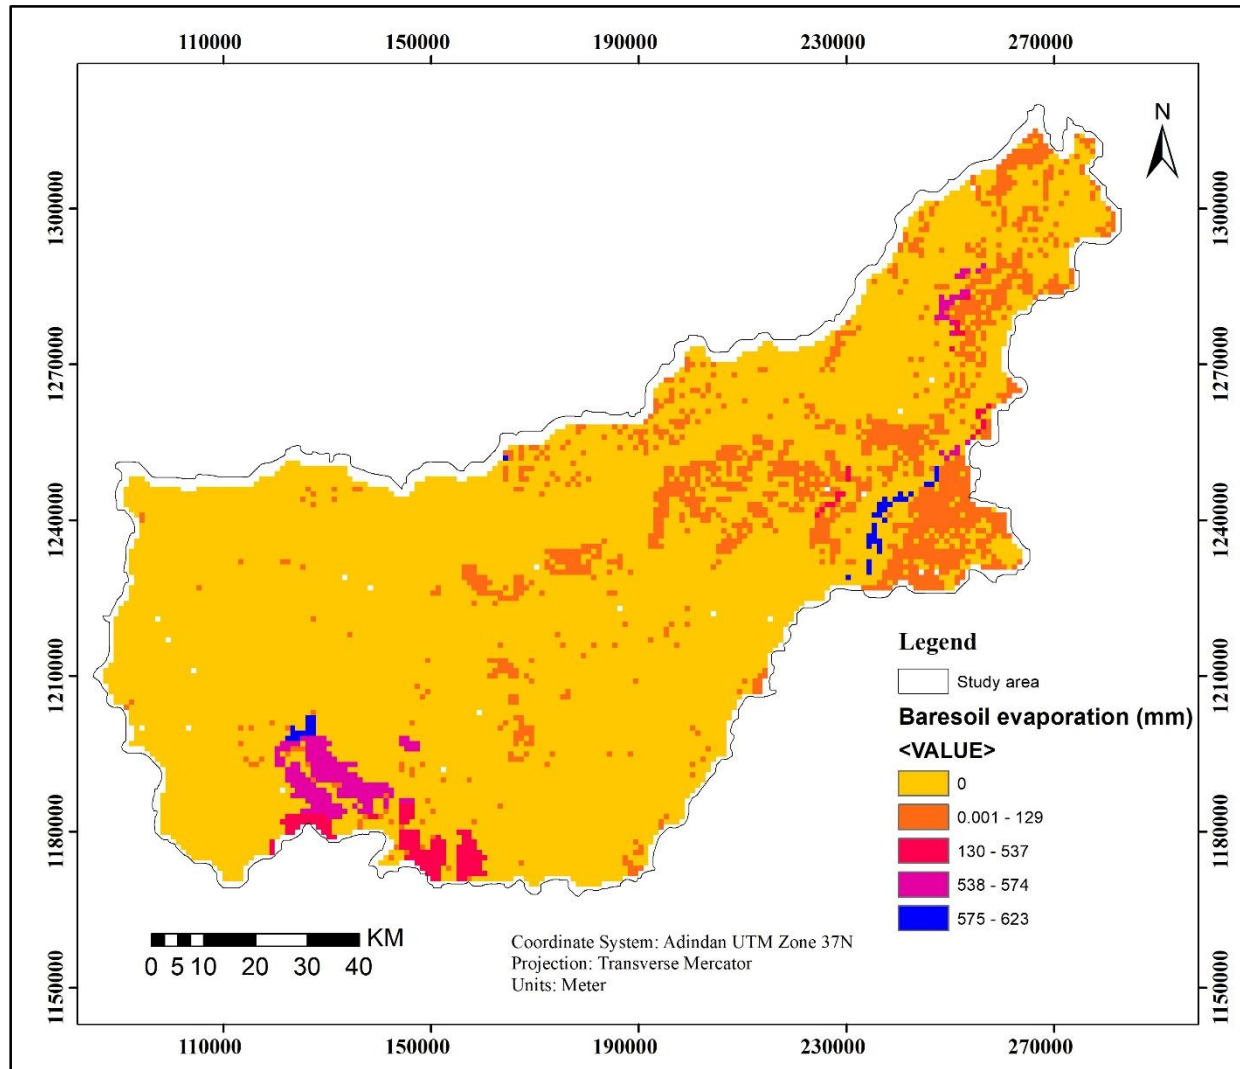 110000 150000 190000 230000 270000
N
1300000 1300000
1270000 1270000
1240000 1240000
1210000 1210000
1180000 1180000
1150000 1150000
Legend
Study area
Baresoil evaporation (mm)
<VALUE>
0
0.001 - 129
130 - 537
538 - 574
575 - 623
KM
0 5 10 20 30 40
Coordinate System: Adindan UTM Zone 37N
Projection: Transverse Mercator
Units: Meter
110000 150000 190000 230000 270000